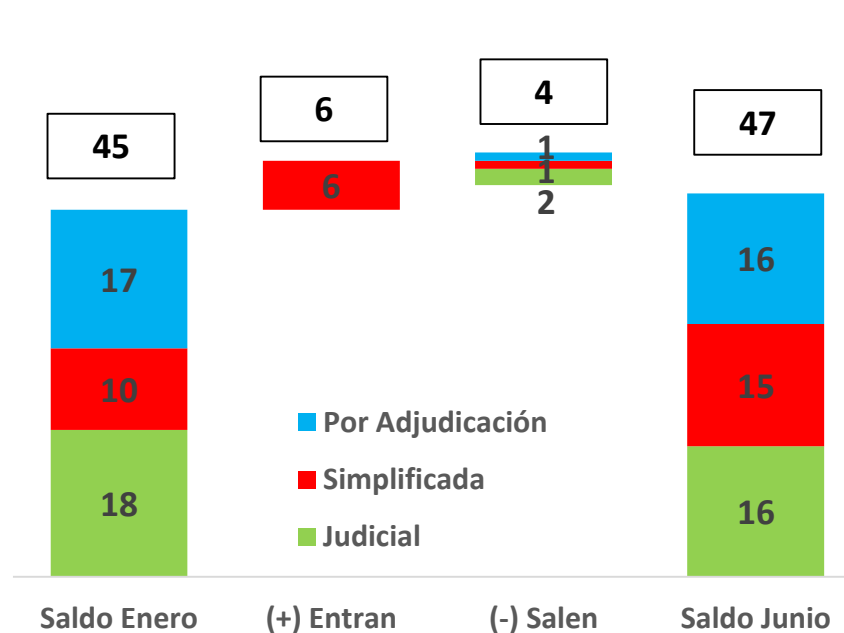 45
6
4
47
17
10
18
6
1
1
2
16
15
16
Por Adjudicación
Simplificada
Judicial
Saldo Enero
(+) Entran
(-) Salen
Saldo Junio